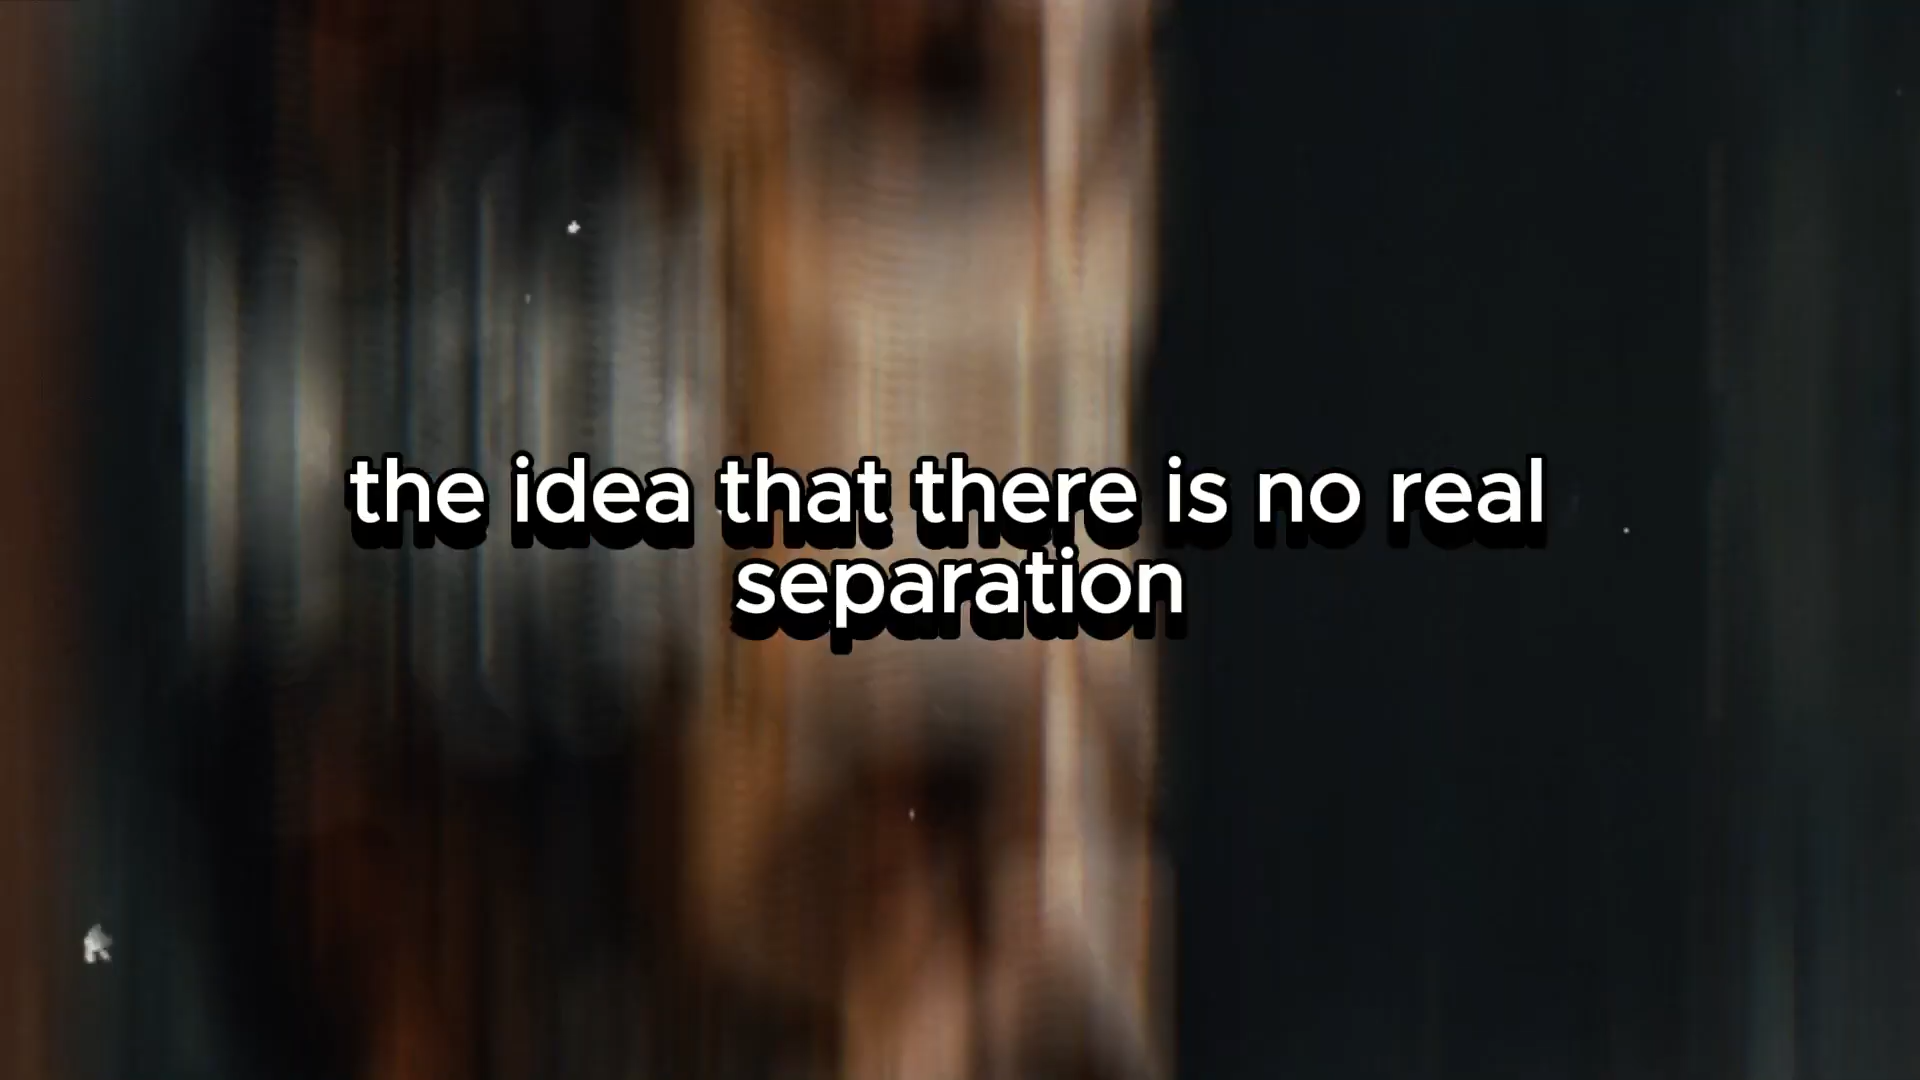 the idea that there is no real
separation